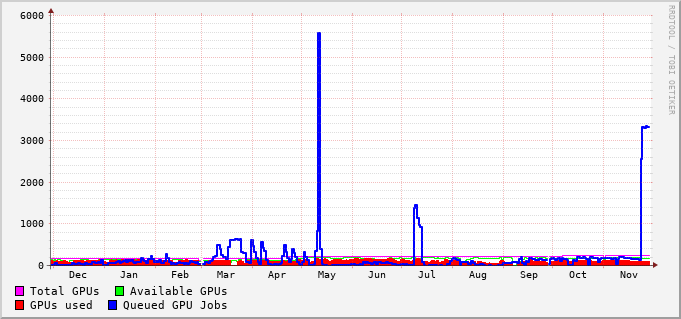 6000
5000
4000
3000
2000
1000
0
Dec Jan Feb Mar Apr May Jun Jul Aug Sep Oct Nov
Total GPUs Available GPUs
GPUs used Queued GPU Jobs
RRDTOOL / TOBI OETIKER